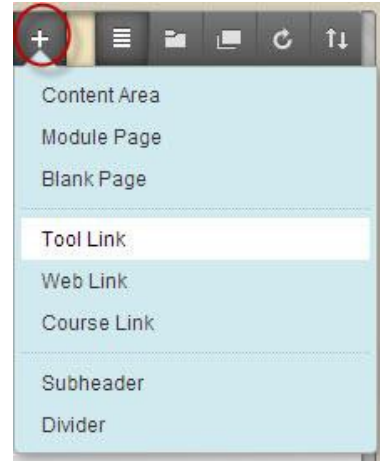 Content Area
Module Page
Blank Page
Tool Link
Web Link
Course Link
Subheader
Divider